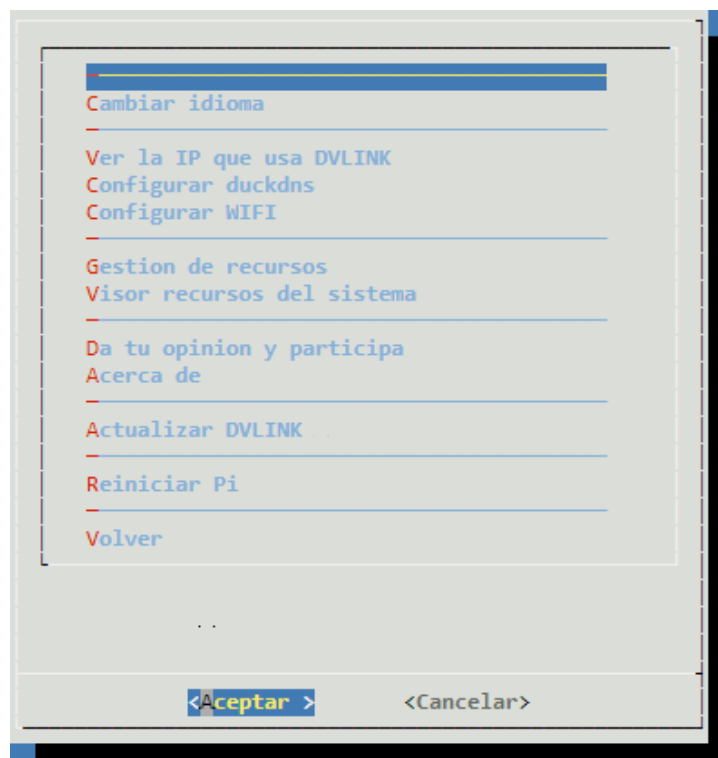 Cambiar idioma
Ver la IP que usa DVLINK
Configurar duckdns
Configurar WIFI
Gestion de recursos
Visor recursos del sistema
Da tu opinion y participa
Acerca de
Actualizar DVLINK
Reiniciar Pi
Volver
<Aceptar > <Cancelar>